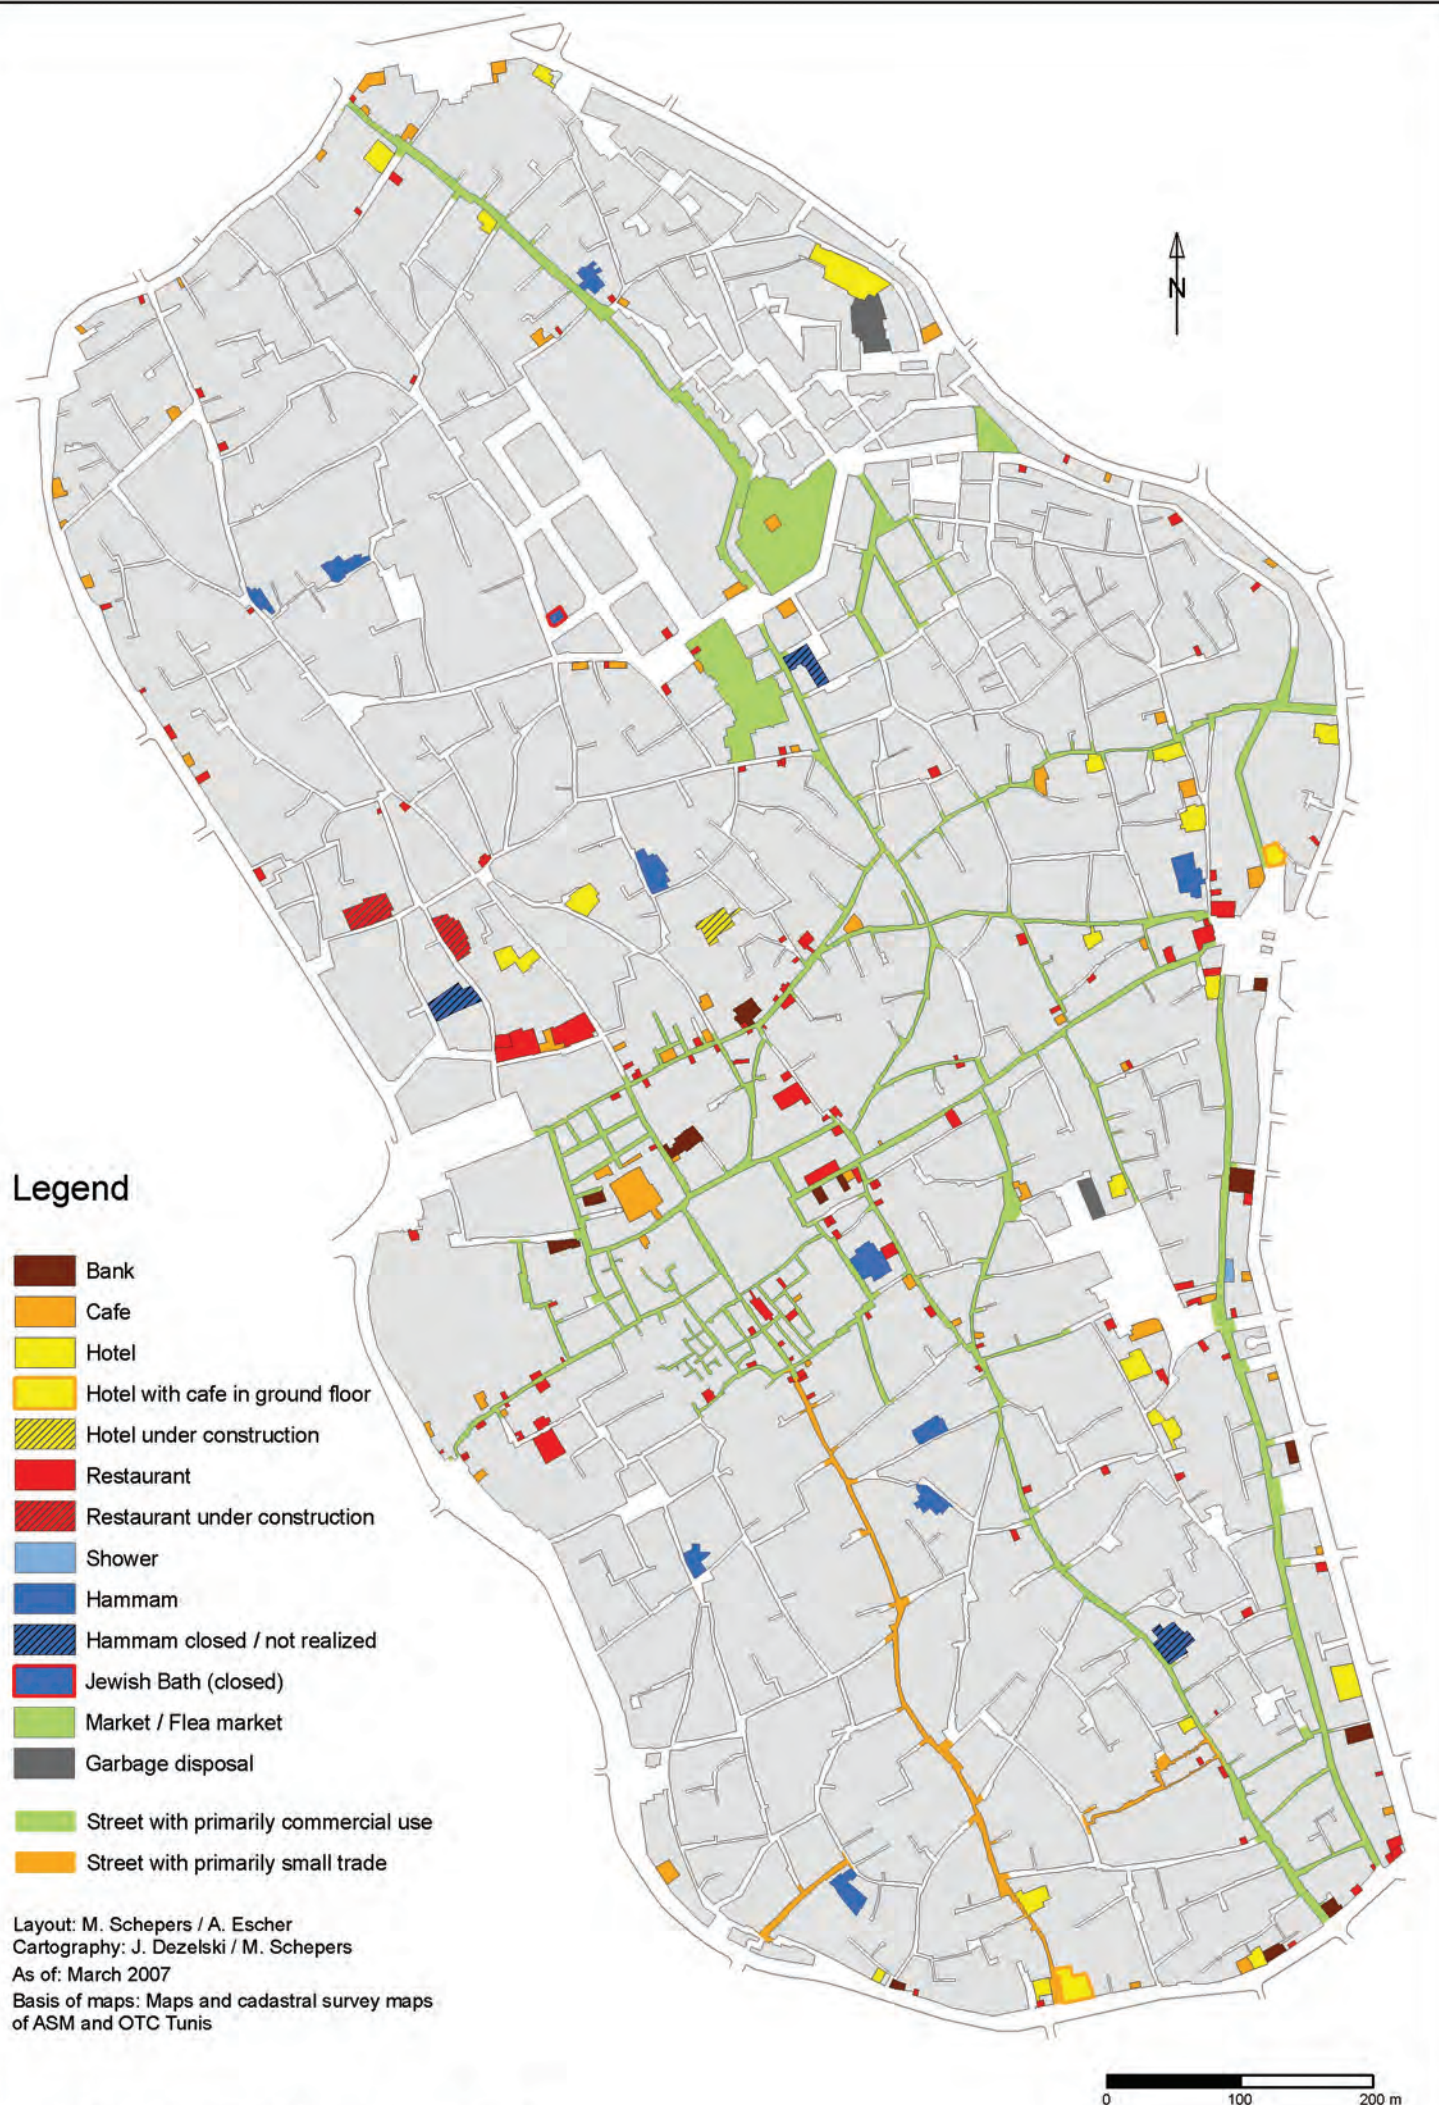 N
Legend
Bank
Cafe
Hotel
Hotel with cafe in ground floor
Hotel under construction
Restaurant
Restaurant under construction
Shower
Hammam
Hammam closed / not realized
Jewish Bath (closed)
Market / Flea market
Garbage disposal
Street with primarily commercial use
Street with primarily small trade
Layout: M. Schepers / A. Escher
Cartography: J. Dezelski / M. Schepers
As of: March 2007
Basis of maps: Maps and cadastral survey maps
of ASM and OTC Tunis
0 100 200 m